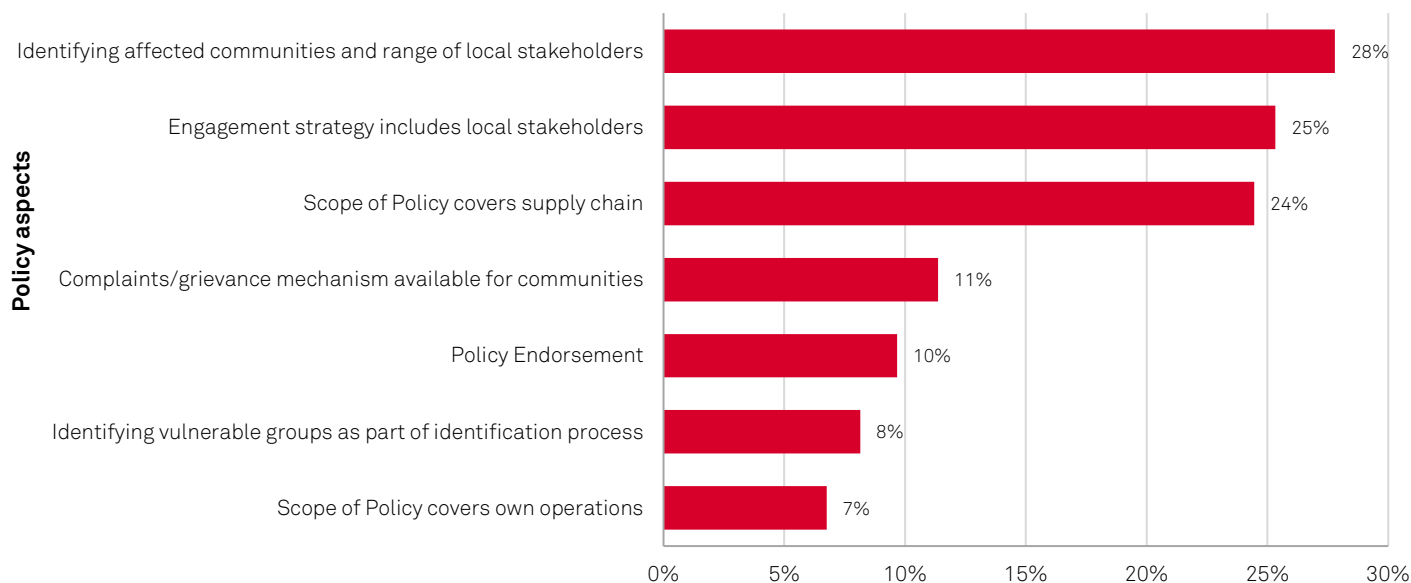 Policy aspects
Identifying affected communities and range of local stakeholders 28%
Engagement strategy includes local stakeholders 25%
Scope of Policy covers supply chain 24%
Complaints/grievance mechanism available for communities 11%
Policy Endorsement 10%
Identifying vulnerable groups as part of identification process 8%
Scope of Policy covers own operations 7%
0% 5% 10% 15% 20% 25% 30%